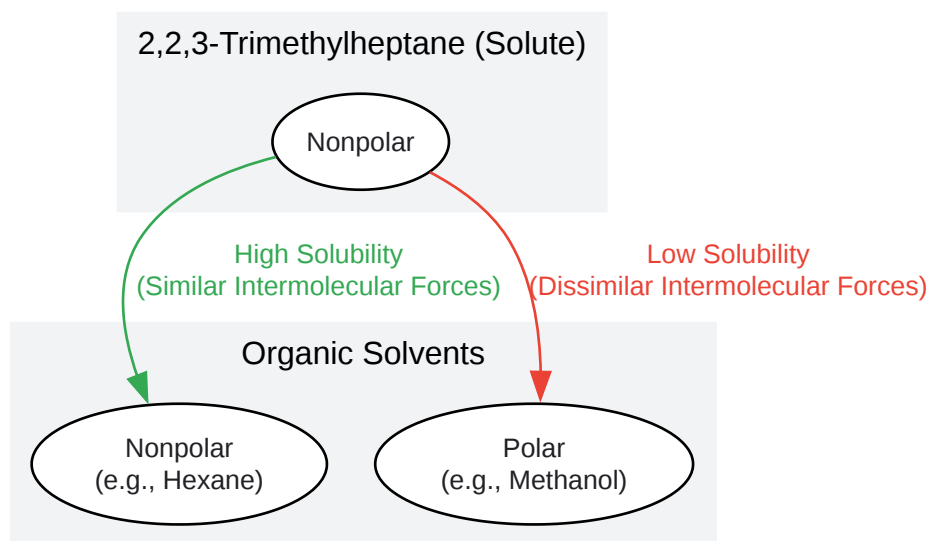 2,2,3-Trimethylheptane (Solute)
Nonpolar
High Solubility
(Similar Intermolecular Forces)
Low Solubility
(Dissimilar Intermolecular Forces)
Organic Solvents
Nonpolar
(e.g., Hexane)
Polar
(e.g., Methanol)